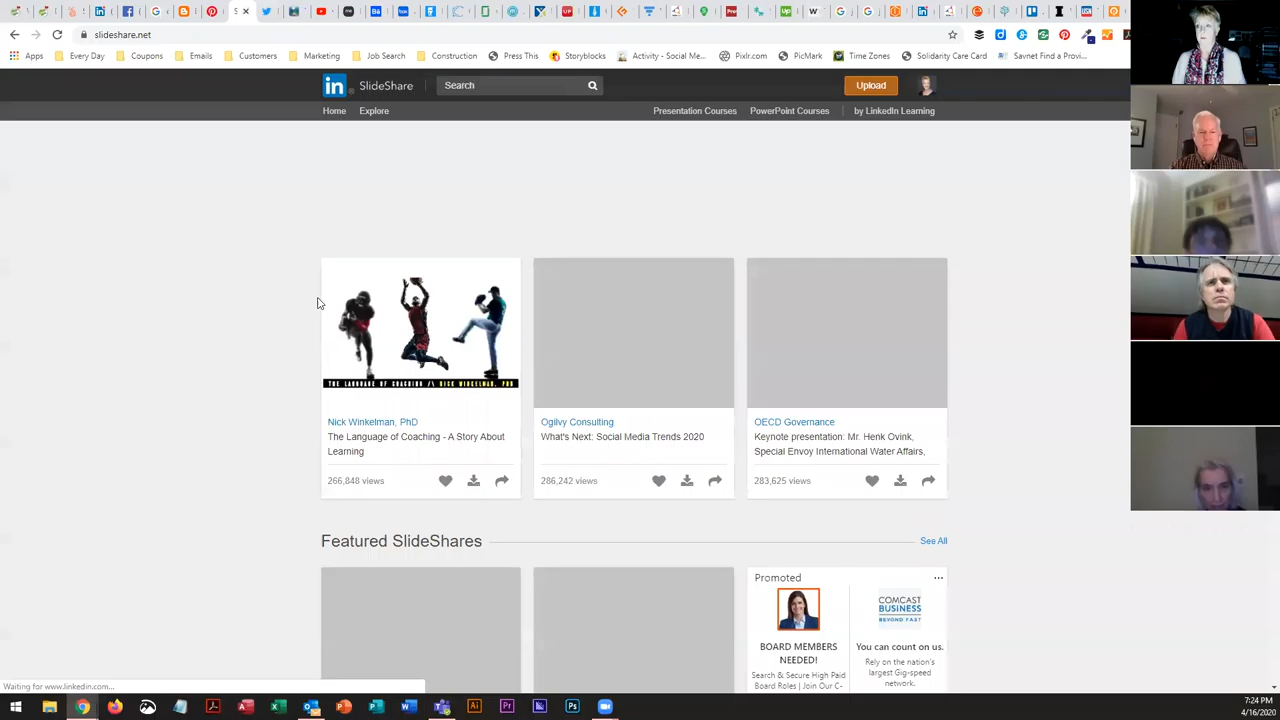 slideshare.net
Apps
Every Day
Coupons
Emails
Customers
Marketing
Job Search
Construction
Press This
Storyblocks
Activity - Social Me...
Pixlr.com
PicMark
Time Zones
Solidarity Care Card
Savnet Find a Provi...
in SlideShare
Search
Upload
Home
Explore
Presentation Courses
PowerPoint Courses
by LinkedIn Learning
THE LANGUAGE OF COACHING // NICK WINKELMAN, PHD
Nick Winkelman, PhD
The Language of Coaching - A Story About
Learning
266,848 views
Ogilvy Consulting
What's Next: Social Media Trends 2020
286,242 views
OECD Governance
Keynote presentation: Mr. Henk Ovink,
Special Envoy International Water Affairs,
283,625 views
Featured SlideShares
See All
Promoted
BOARD MEMBERS
NEEDED!
Search & Secure High Paid
Board Roles | Join Our C-
COMCAST
BUSINESS
BEYOND FAST
You can count on us.
Rely on the nation's
largest Gig-speed
network.
Waiting for www.linkedin.com...
7:24 PM
4/16/2020